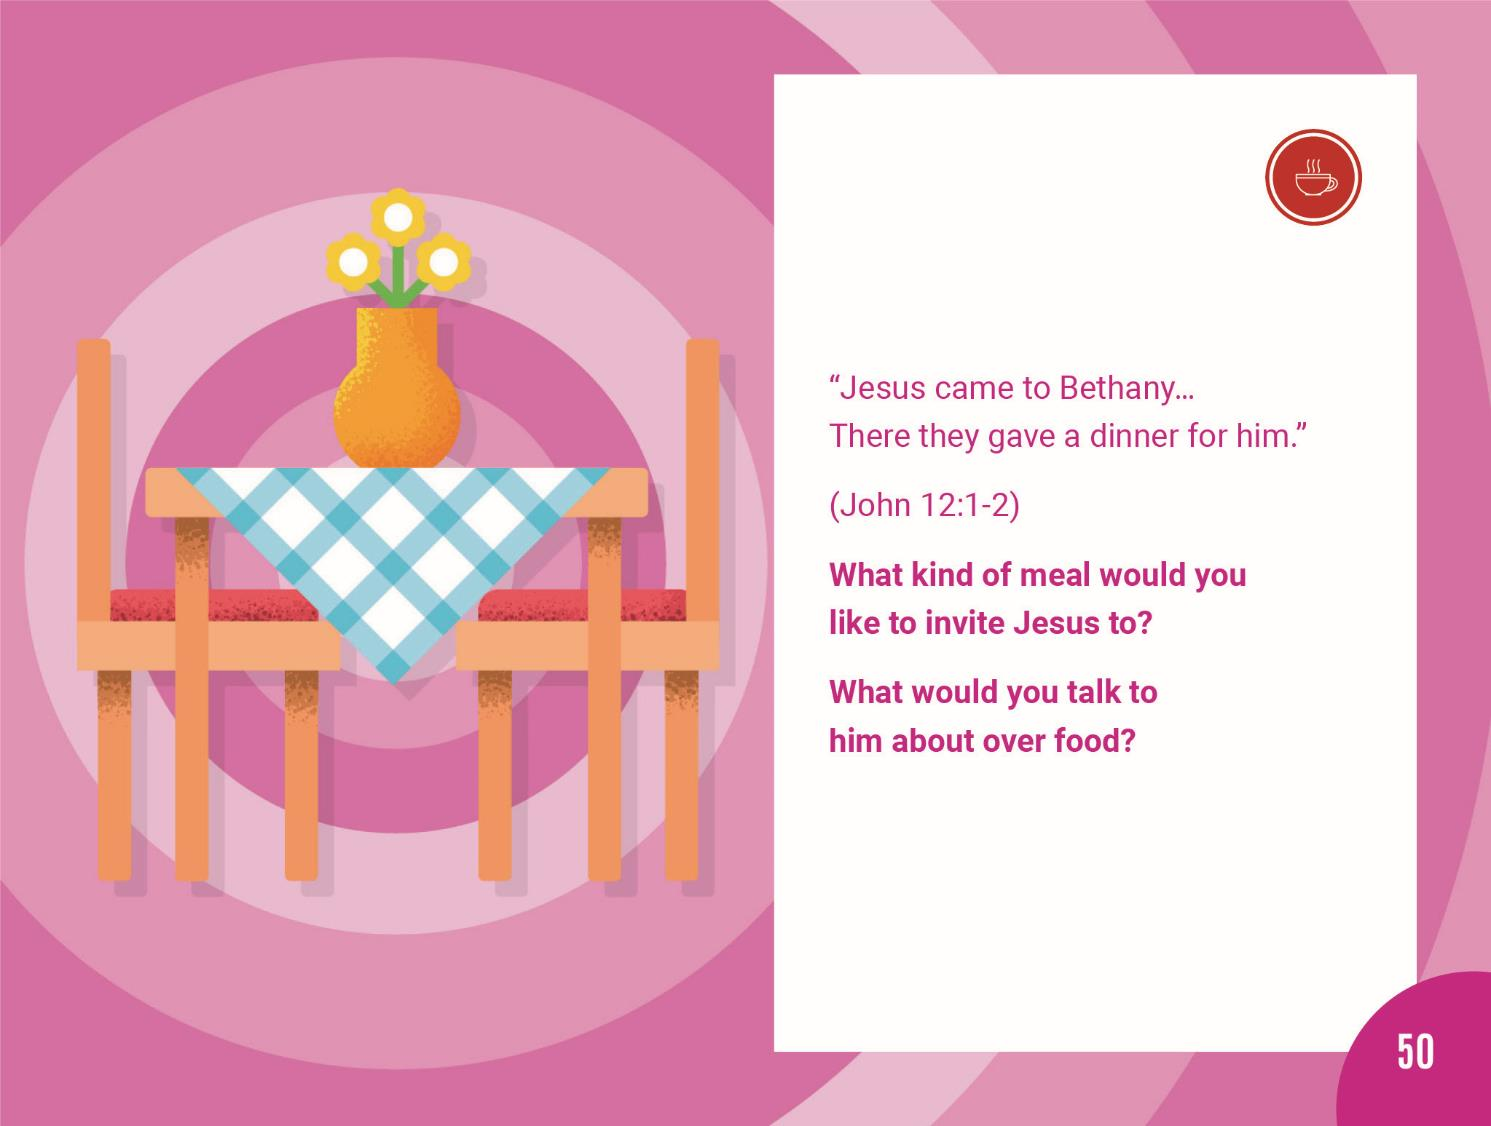 “Jesus came to Bethany…
There they gave a dinner for him.”
(John 12:1-2)
What kind of meal would you
like to invite Jesus to?
What would you talk to
him about over food?
50